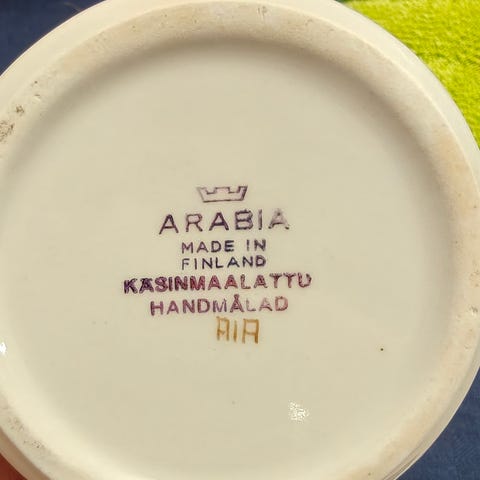 ARABIA
MADE IN
FINLAND
KÄSINMAALATTU
HANDMÅLAD
AIA